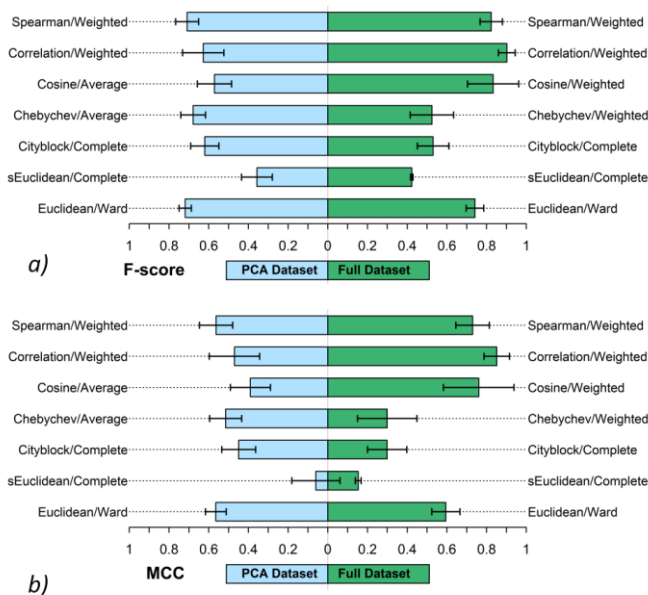 Spearman/Weighted Spearman/Weighted
Correlation/Weighted Correlation/Weighted
Cosine/Average Cosine/Weighted
Chebychev/Average Chebychev/Weighted
Cityblock/Complete Cityblock/Complete
sEuclidean/Complete sEuclidean/Complete
Euclidean/Ward Euclidean/Ward
1 0.8 0.6 0.4 0.2 0 0.2 0.4 0.6 0.8 1
a) F-score PCA Dataset Full Dataset
Spearman/Weighted Spearman/Weighted
Correlation/Weighted Correlation/Weighted
Cosine/Average Cosine/Weighted
Chebychev/Average Chebychev/Weighted
Cityblock/Complete Cityblock/Complete
sEuclidean/Complete sEuclidean/Complete
Euclidean/Ward Euclidean/Ward
1 0.8 0.6 0.4 0.2 0 0.2 0.4 0.6 0.8 1
b) MCC PCA Dataset Full Dataset